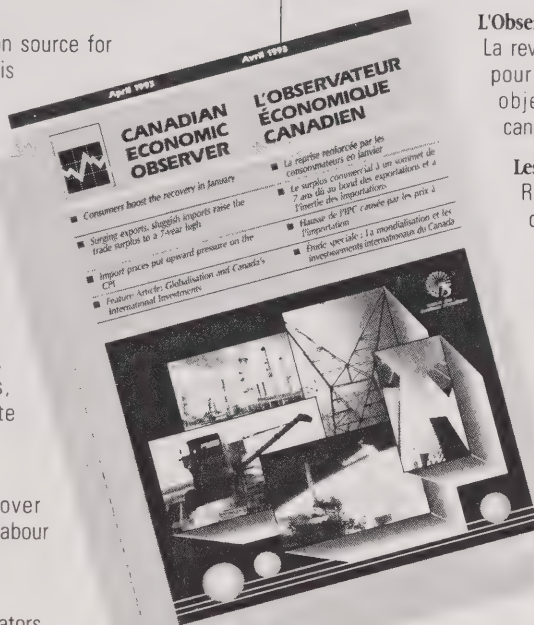 on source for
is
s,
te
over
abour
ators
April 1993
Avril 1993
CANADIAN
ECONOMIC
OBSERVER
L'OBSERVATEUR
ÉCONOMIQUE
CANADIEN
■ Consumers boost the recovery in January
■ Surging exports, sluggish imports raise the
trade surplus to a 7-year high
■ Import prices put upward pressure on the
CPI
■ Feature Article: Globalisation and Canada's
International Investments
■ La reprise renforcée par les
consommateurs en janvier
■ Le surplus commercial à un sommet de
7 ans dû au bond des exportations et à
l'inertie des importations
■ Hausse de l'IPC causée par les prix à
l'importation
■ Étude spéciale : La mondialisation et les
investissements internationaux du Canada
L'Obser
La rev
pour
obje
can
Les
R